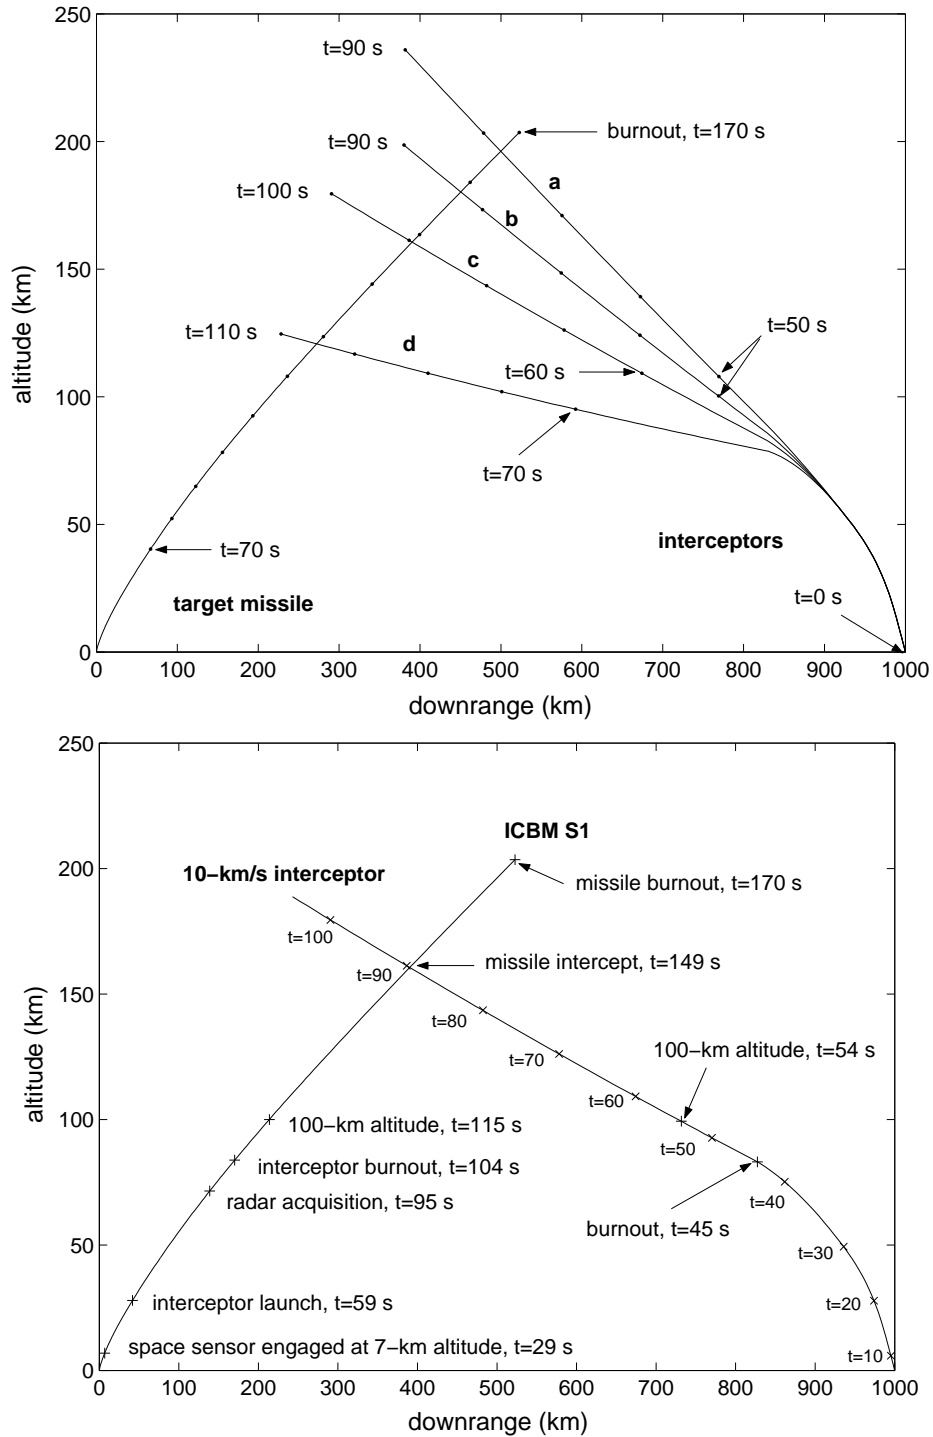 250
t=90 s
burnout, t=170 s
200
t=90 s
a
t=100 s
b
c
150
altitude (km)
t=50 s
t=110 s
d
t=60 s
100
t=70 s
50
t=70 s
interceptors
t=0 s
target missile
0
0 100 200 300 400 500 600 700 800 900 1000
downrange (km)
250
ICBM S1
200
10−km/s interceptor
missile burnout, t=170 s
t=100
missile intercept, t=149 s
t=90
150
altitude (km)
t=80
100−km altitude, t=54 s
t=70
t=60
100
100−km altitude, t=115 s
t=50
interceptor burnout, t=104 s
radar acquisition, t=95 s
t=40
burnout, t=45 s
50
t=30
interceptor launch, t=59 s
t=20
space sensor engaged at 7−km altitude, t=29 s
t=10
0
0 100 200 300 400 500 600 700 800 900 1000
downrange (km)